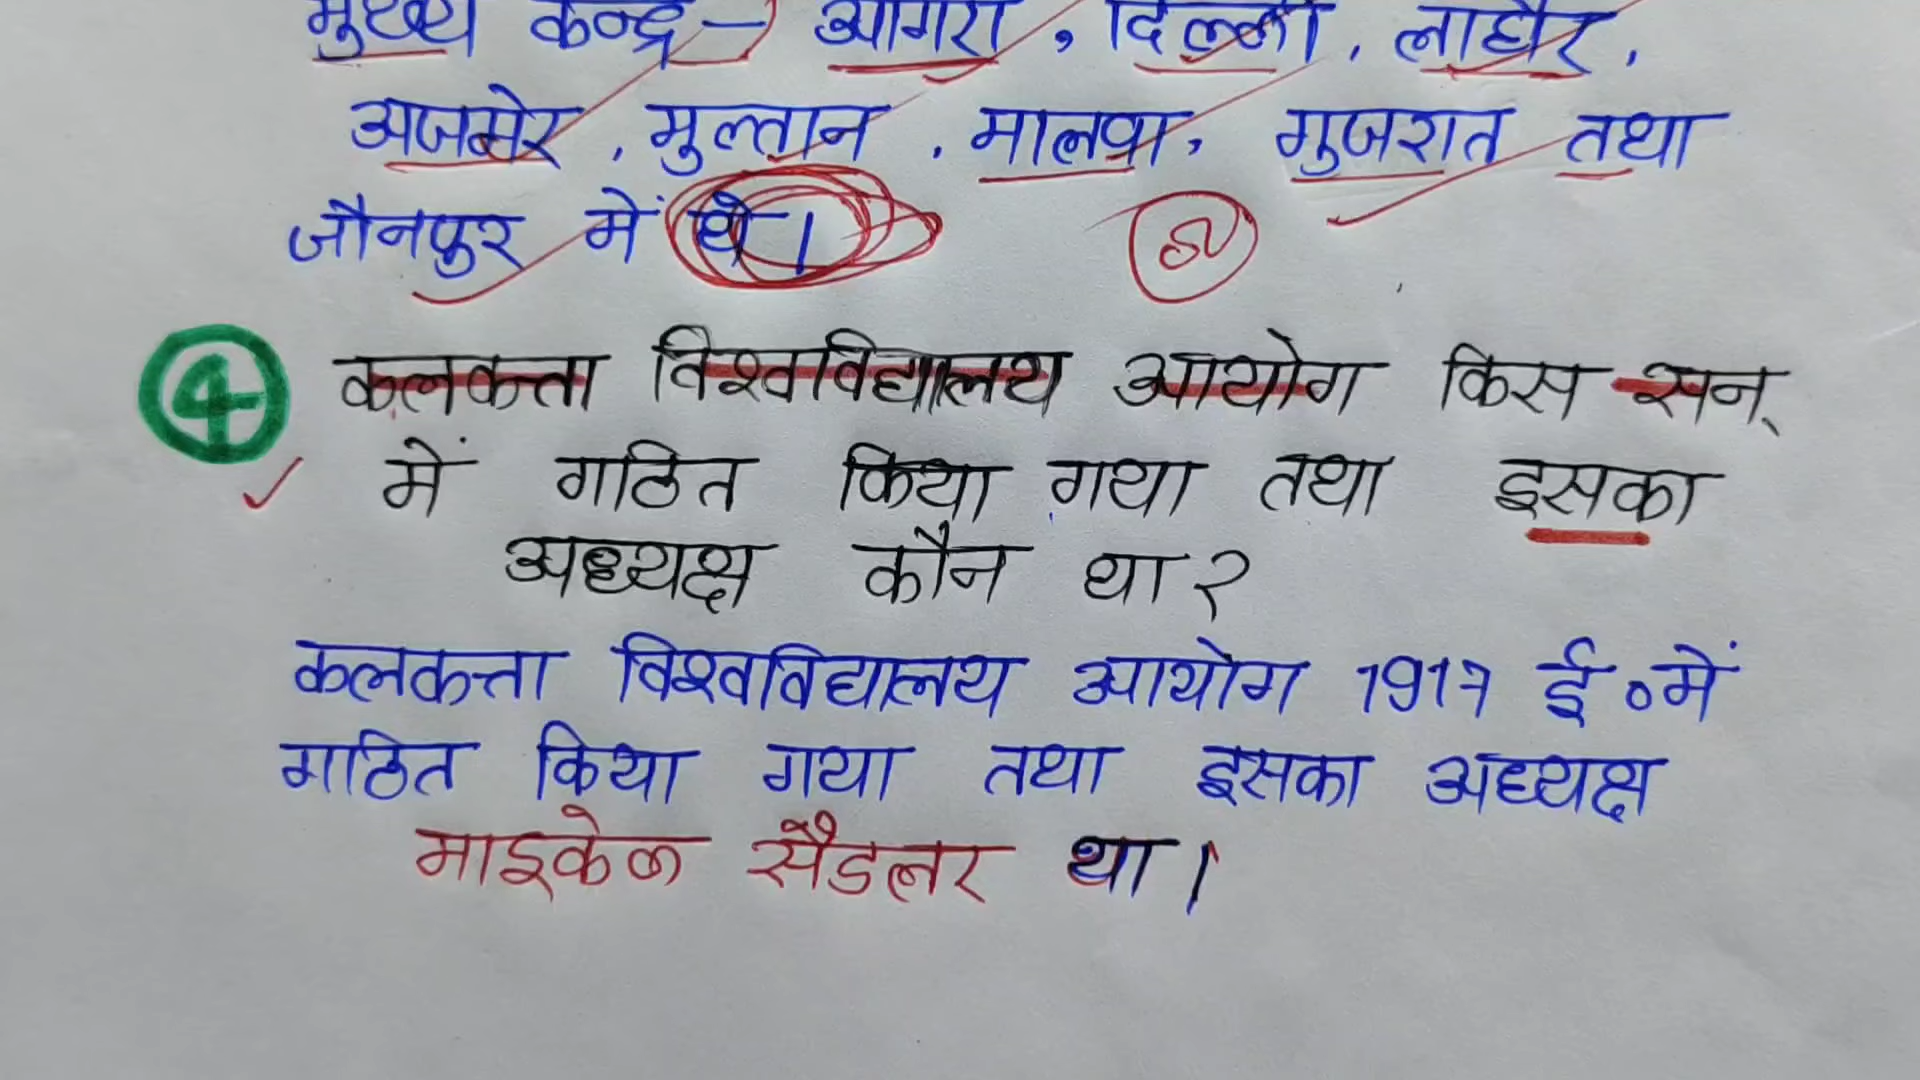 मुख्य केन्द्र - आगरा, दिल्ली, लाहौर,
अजमेर, मुल्तान, मालवा, गुजरात तथा
जौनपुर में थे।
4 कलकत्ता विश्वविद्यालय आयोग किस सन्
में गठित किया गया तथा इसका
अध्यक्ष कौन था?
कलकत्ता विश्वविद्यालय आयोग 1917 ई० में
गठित किया गया तथा इसका अध्यक्ष
माइकेल सैडलर था।